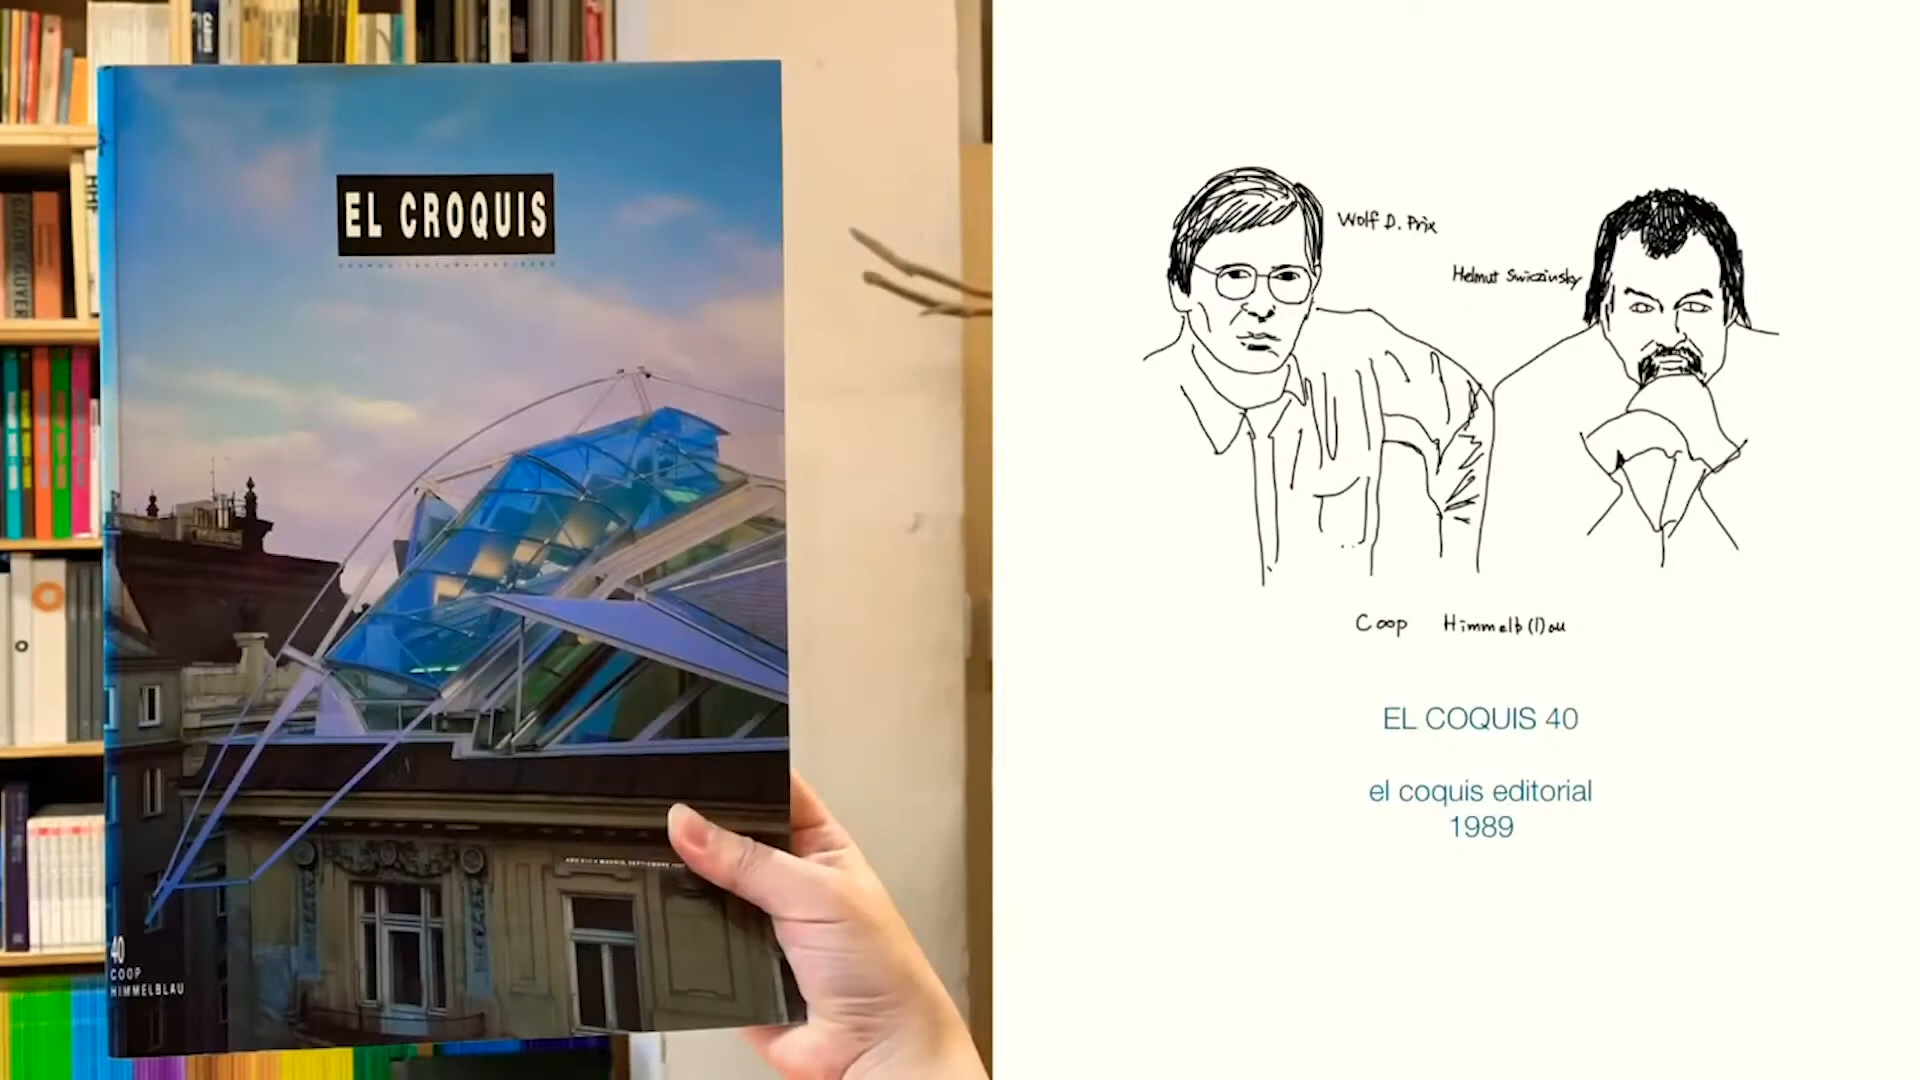 EL CROQUIS
40
COOP
HIMMELBLAU
Wolf D. Prix
Helmut Swiczinsky
Coop Himmelb(l)au
EL COQUIS 40
el coquis editorial
1989